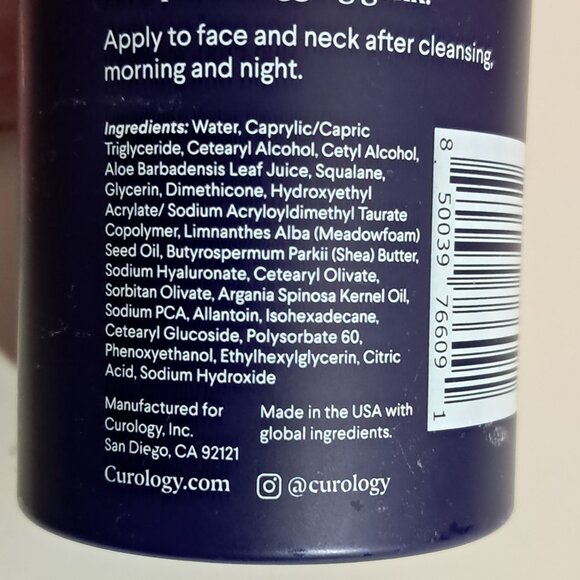 Apply to face and neck after cleansing,
morning and night.
Ingredients: Water, Caprylic/Capric
Triglyceride, Cetearyl Alcohol, Cetyl Alcohol,
Aloe Barbadensis Leaf Juice, Squalane,
Glycerin, Dimethicone, Hydroxyethyl
Acrylate/ Sodium Acryloyldimethyl Taurate
Copolymer, Limnanthes Alba (Meadowfoam)
Seed Oil, Butyrospermum Parkii (Shea) Butter,
Sodium Hyaluronate, Cetearyl Olivate,
Sorbitan Olivate, Argania Spinosa Kernel Oil,
Sodium PCA, Allantoin, Isohexadecane,
Cetearyl Glucoside, Polysorbate 60,
Phenoxyethanol, Ethylhexylglycerin, Citric
Acid, Sodium Hydroxide
Manufactured for
Curology, Inc.
San Diego, CA 92121
Made in the USA with
global ingredients.
Curology.com
@curology
8 50039 76609 1